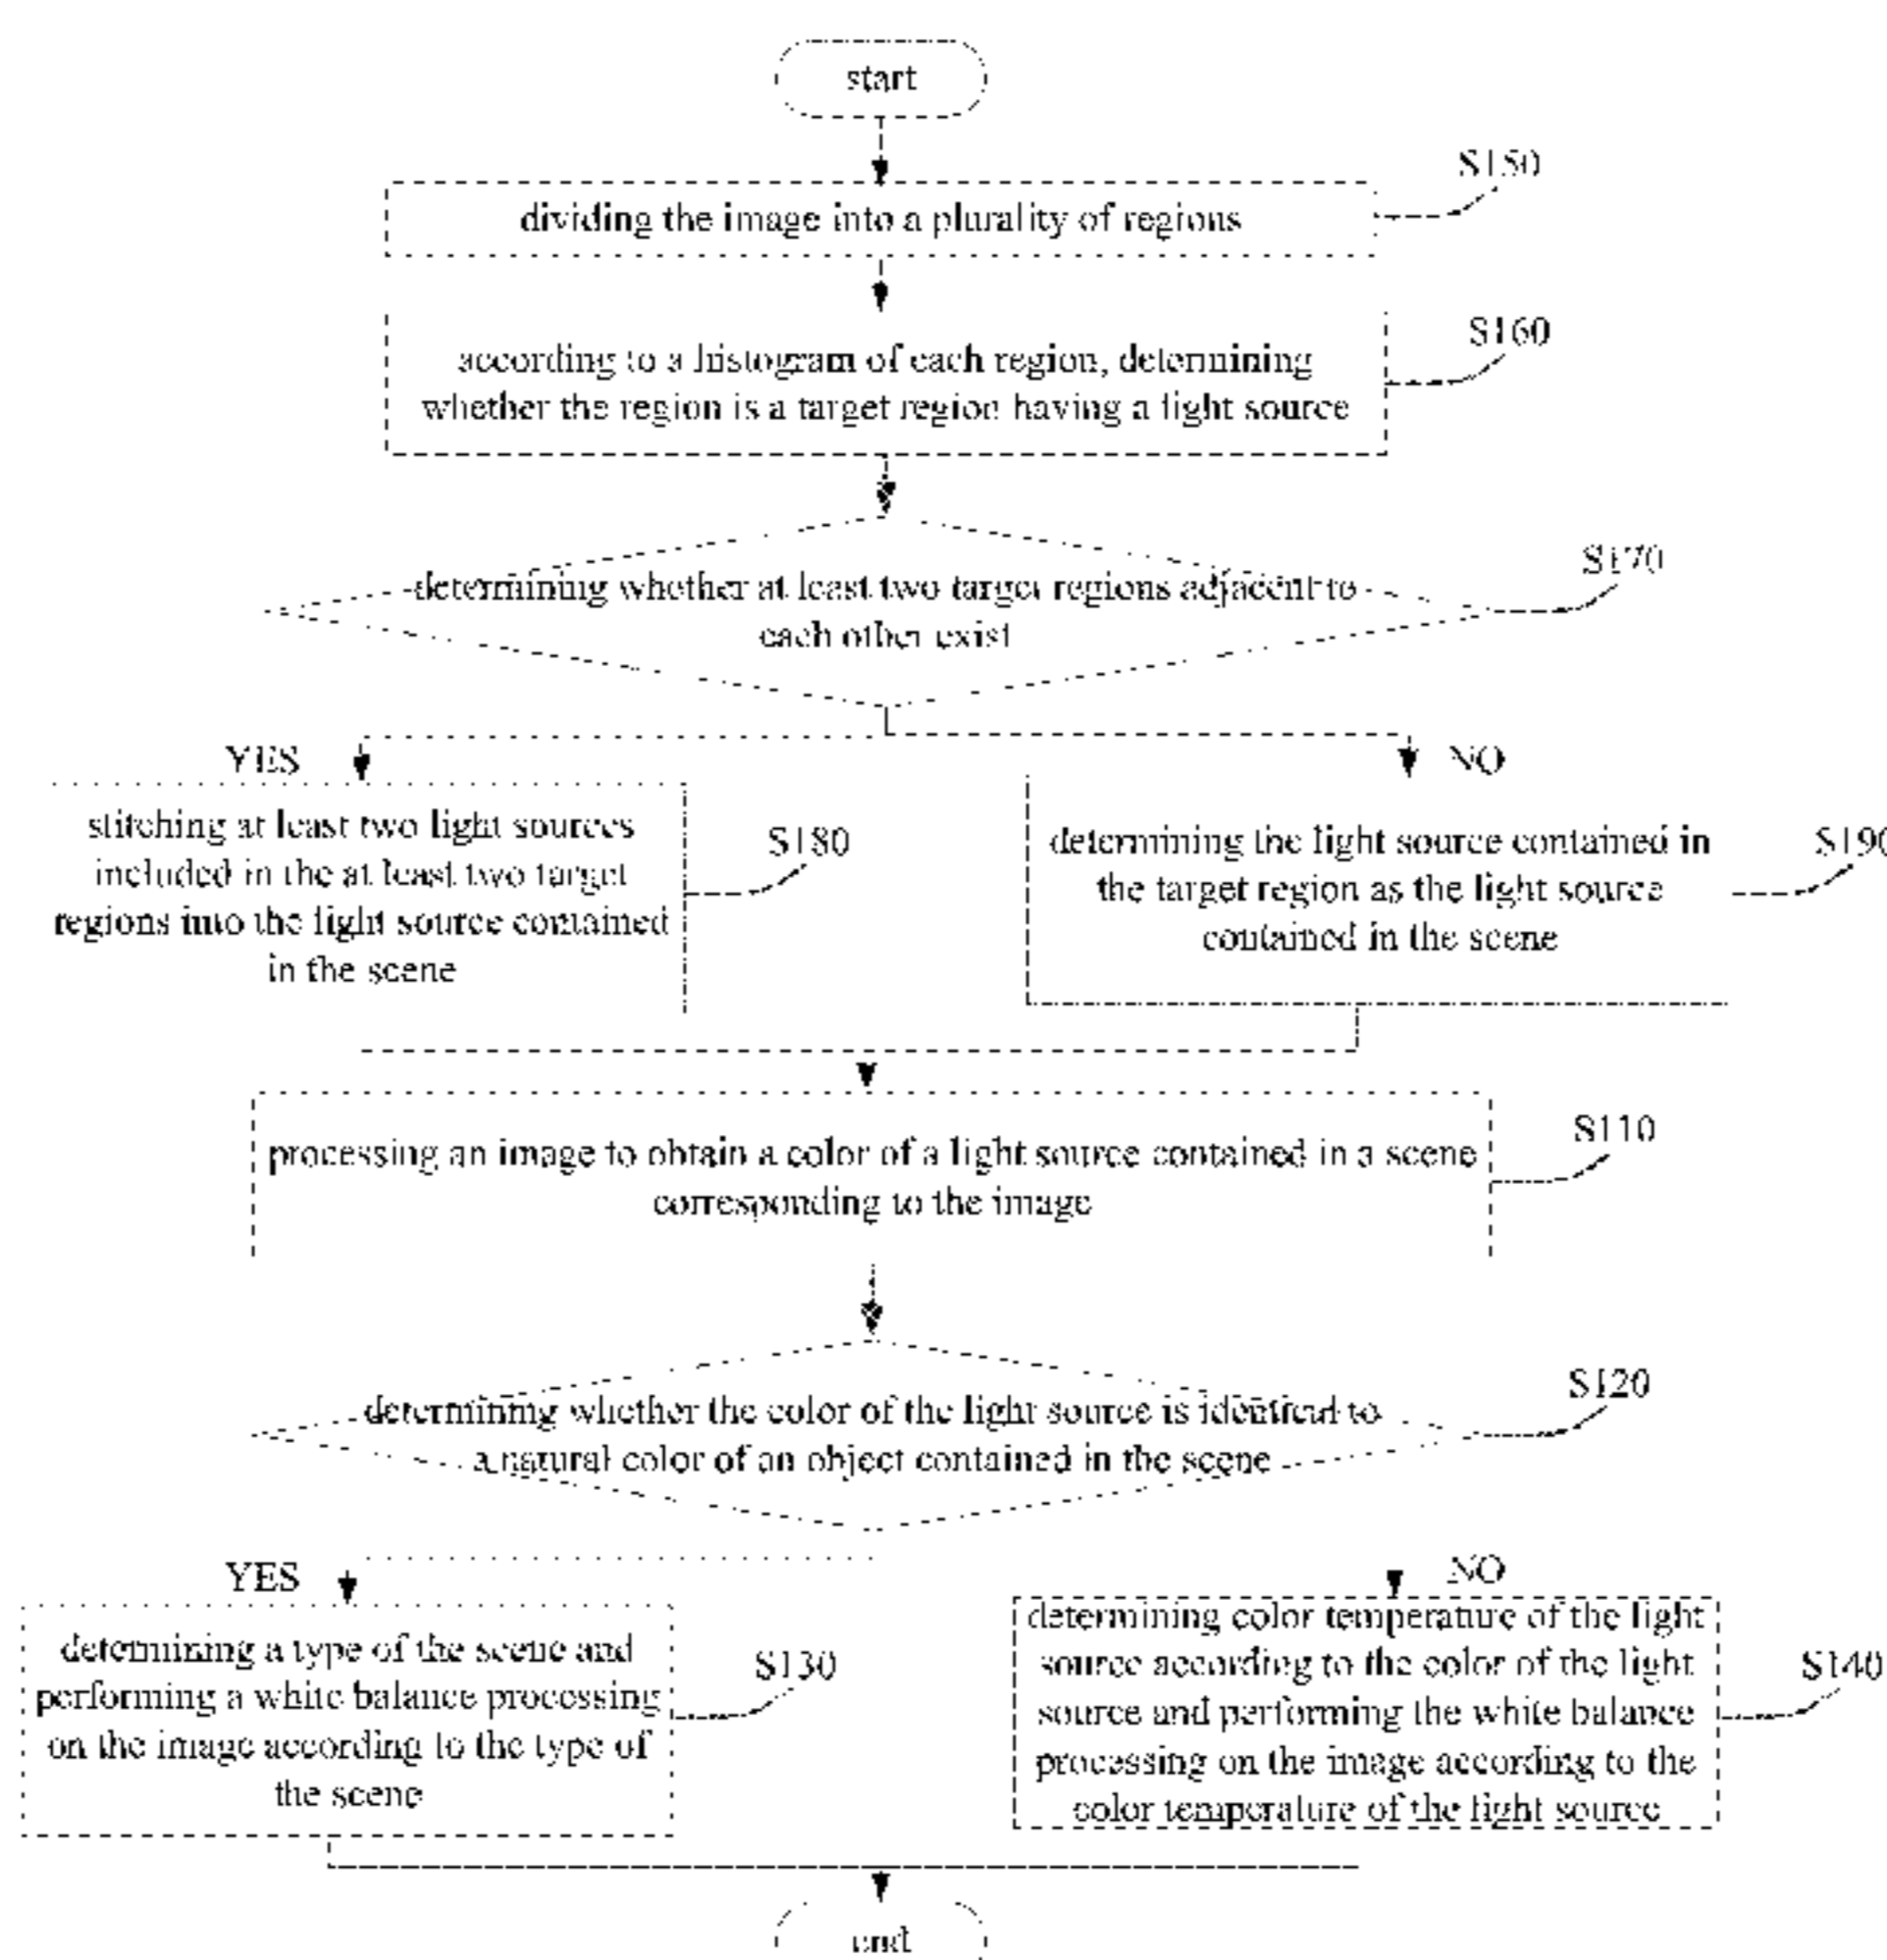 start
S150
dividing the image into a plurality of regions
S160
according to a histogram of each region, determining
whether the region is a target region having a light source
S170
determining whether at least two target regions adjacent to
each other exist
YES
NO
stitching at least two light sources
included in the at least two target
regions into the light source contained
in the scene
S180
determining the light source contained in
the target region as the light source
contained in the scene
S190
processing an image to obtain a color of a light source contained in a scene
corresponding to the image
S110
determining whether the color of the light source is identical to
a natural color of an object contained in the scene
S120
YES
NO
determining a type of the scene and
performing a white balance processing
on the image according to the type of
the scene
S130
determining color temperature of the light
source according to the color of the light
source and performing the white balance
processing on the image according to the
color temperature of the light source
S140
end